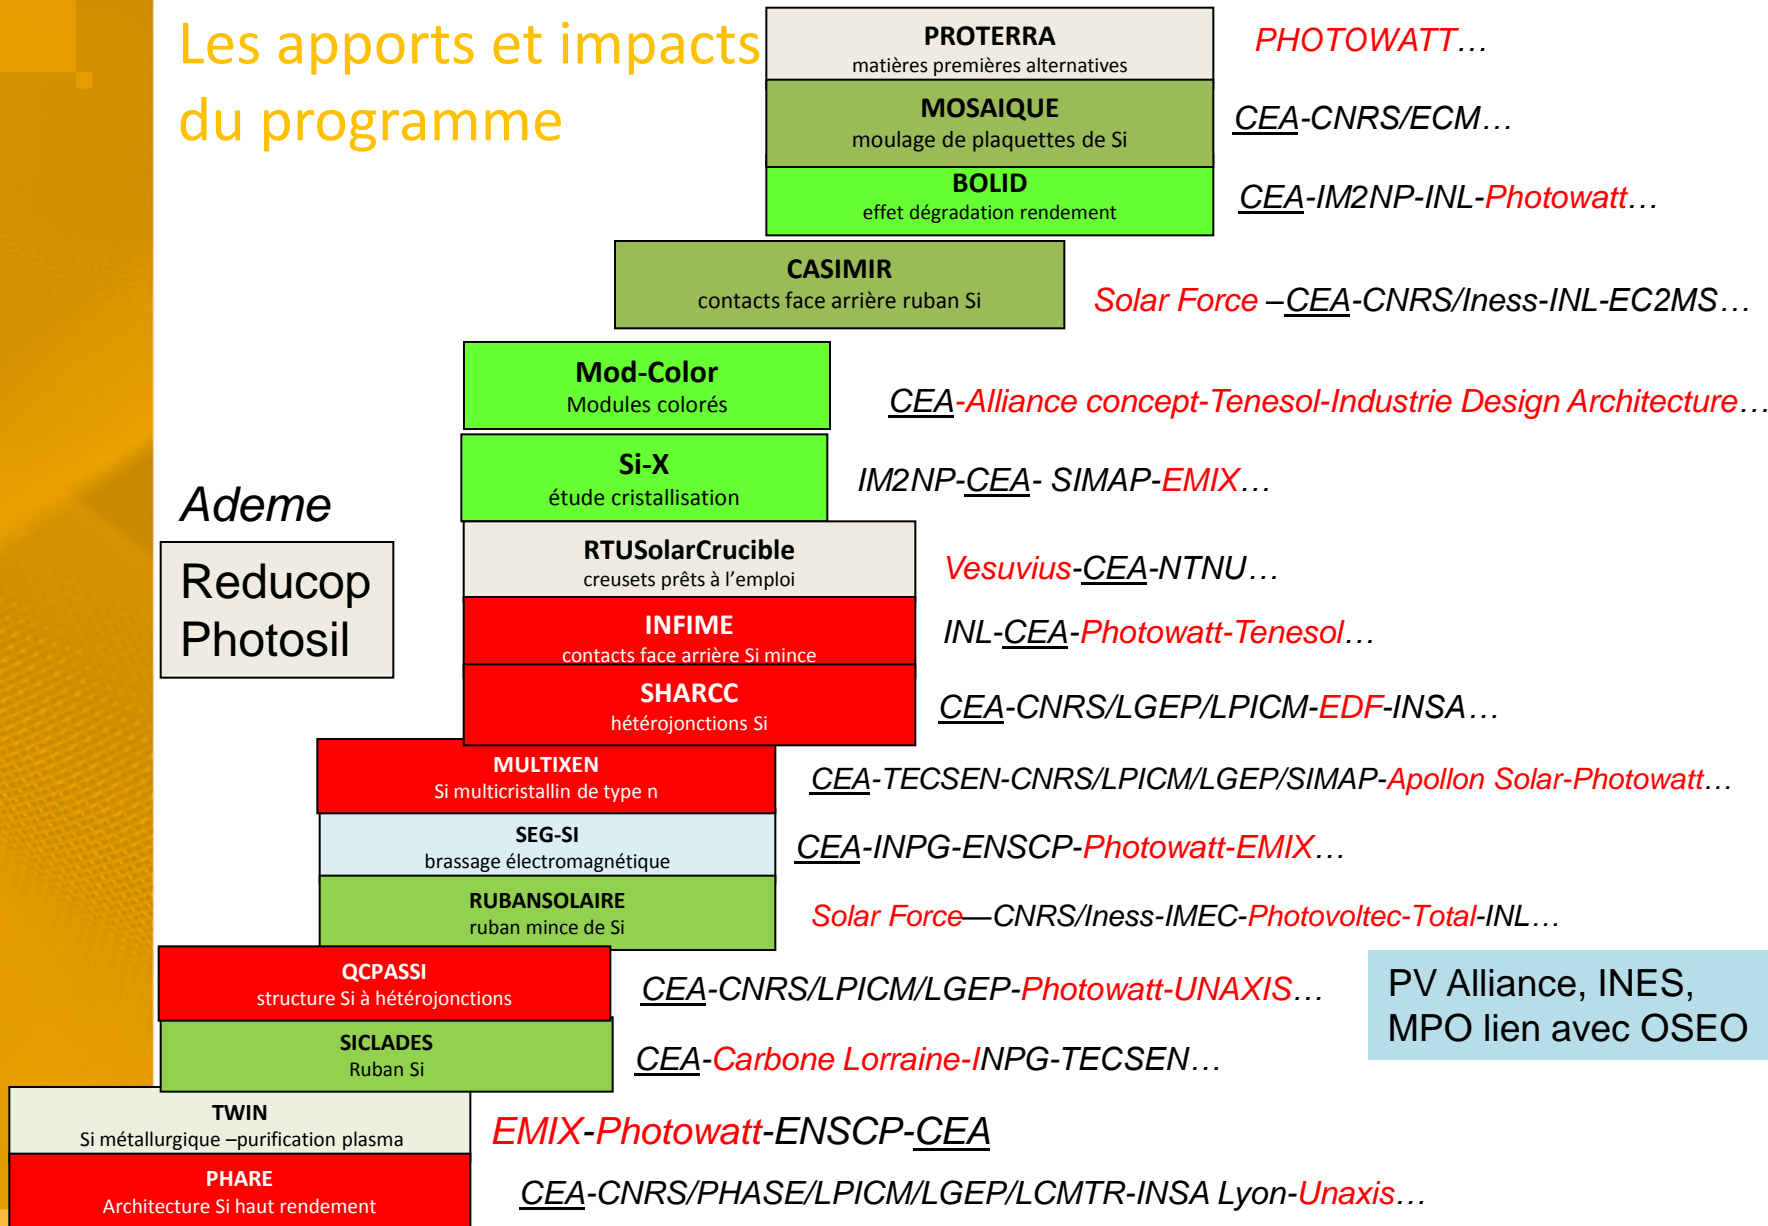 Les apports et impacts
du programme
PROTERRA
matières premières alternatives
PHOTOWATT…
MOSAIQUE
moulage de plaquettes de Si
CEA-CNRS/ECM…
BOLID
effet dégradation rendement
CEA-IM2NP-INL-Photowatt…
CASIMIR
contacts face arrière ruban Si
Solar Force –CEA-CNRS/Iness-INL-EC2MS…
Mod-Color
Modules colorés
CEA-Alliance concept-Tenesol-Industrie Design Architecture…
Si-X
étude cristallisation
IM2NP-CEA- SIMAP-EMIX…
Ademe
Reducop
Photosil
RTUSolarCrucible
creusets prêts à l'emploi
Vesuvius-CEA-NTNU…
INFIME
contacts face arrière Si mince
INL-CEA-Photowatt-Tenesol…
SHARCC
hétérojonctions Si
CEA-CNRS/LGEP/LPICM-EDF-INSA…
MULTIXEN
Si multicristallin de type n
CEA-TECSEN-CNRS/LPICM/LGEP/SIMAP-Apollon Solar-Photowatt…
SEG-SI
brassage électromagnétique
CEA-INPG-ENSCP-Photowatt-EMIX…
RUBANSOLAIRE
ruban mince de Si
Solar Force—CNRS/Iness-IMEC-Photovoltec-Total-INL…
QCPASSI
structure Si à hétérojonctions
CEA-CNRS/LPICM/LGEP-Photowatt-UNAXIS…
PV Alliance, INES,
MPO lien avec OSEO
SICLADES
Ruban Si
CEA-Carbone Lorraine-INPG-TECSEN…
TWIN
Si métallurgique –purification plasma
EMIX-Photowatt-ENSCP-CEA
PHARE
Architecture Si haut rendement
CEA-CNRS/PHASE/LPICM/LGEP/LCMTR-INSA Lyon-Unaxis…